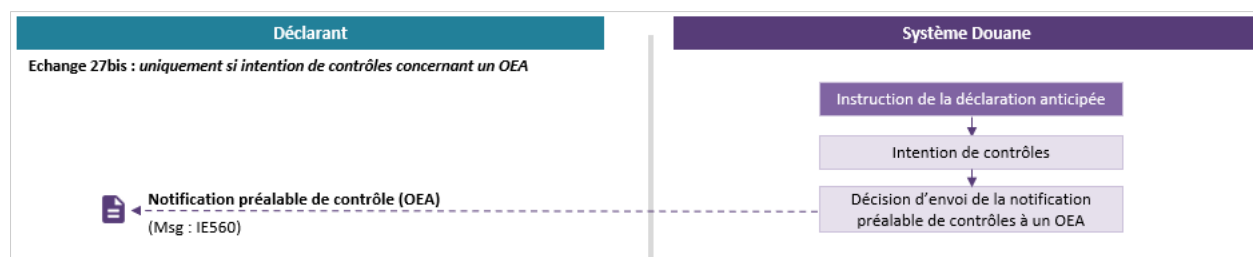 Déclarant
Système Douane
Echange 27bis : uniquement si intention de contrôles concernant un OEA
Instruction de la déclaration anticipée
Intention de contrôles
Notification préalable de contrôle (OEA)
(Msg : IE560)
Décision d'envoi de la notification
préalable de contrôles à un OEA